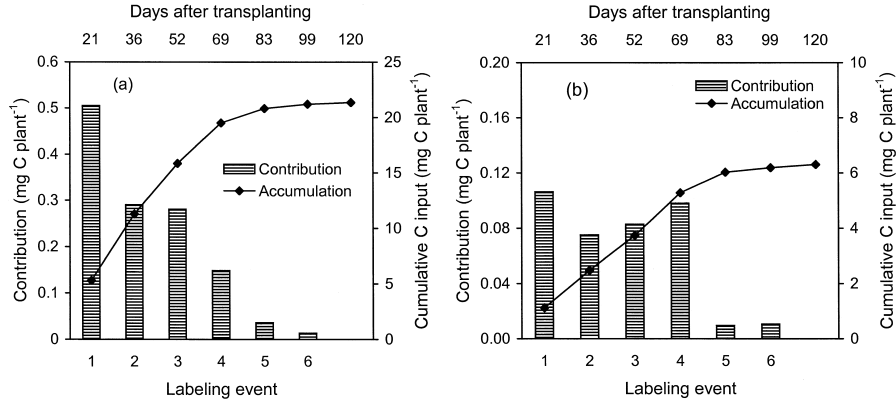 Days after transplanting
21 36 52 69 83 99 120
0.6
0.5
0.4
0.3
0.2
0.1
0
Contribution (mg C plant⁻¹)
(a)
Contribution
Accumulation
25
20
15
10
5
0
Cumulative C input (mg C plant⁻¹)
1 2 3 4 5 6
Labeling event
Days after transplanting
21 36 52 69 83 99 120
0.20
0.16
0.12
0.08
0.04
0.00
Contribution (mg C plant⁻¹)
(b)
Contribution
Accumulation
10
8
6
4
2
0
Cumulative C input (mg C plant⁻¹)
1 2 3 4 5 6
Labeling event